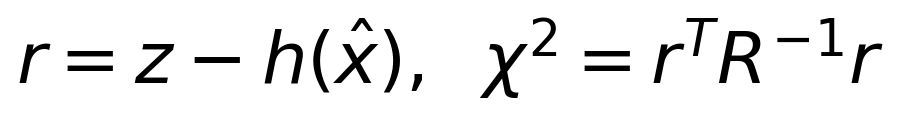 r = z − h(x̂),  χ² = rᵀR⁻¹r